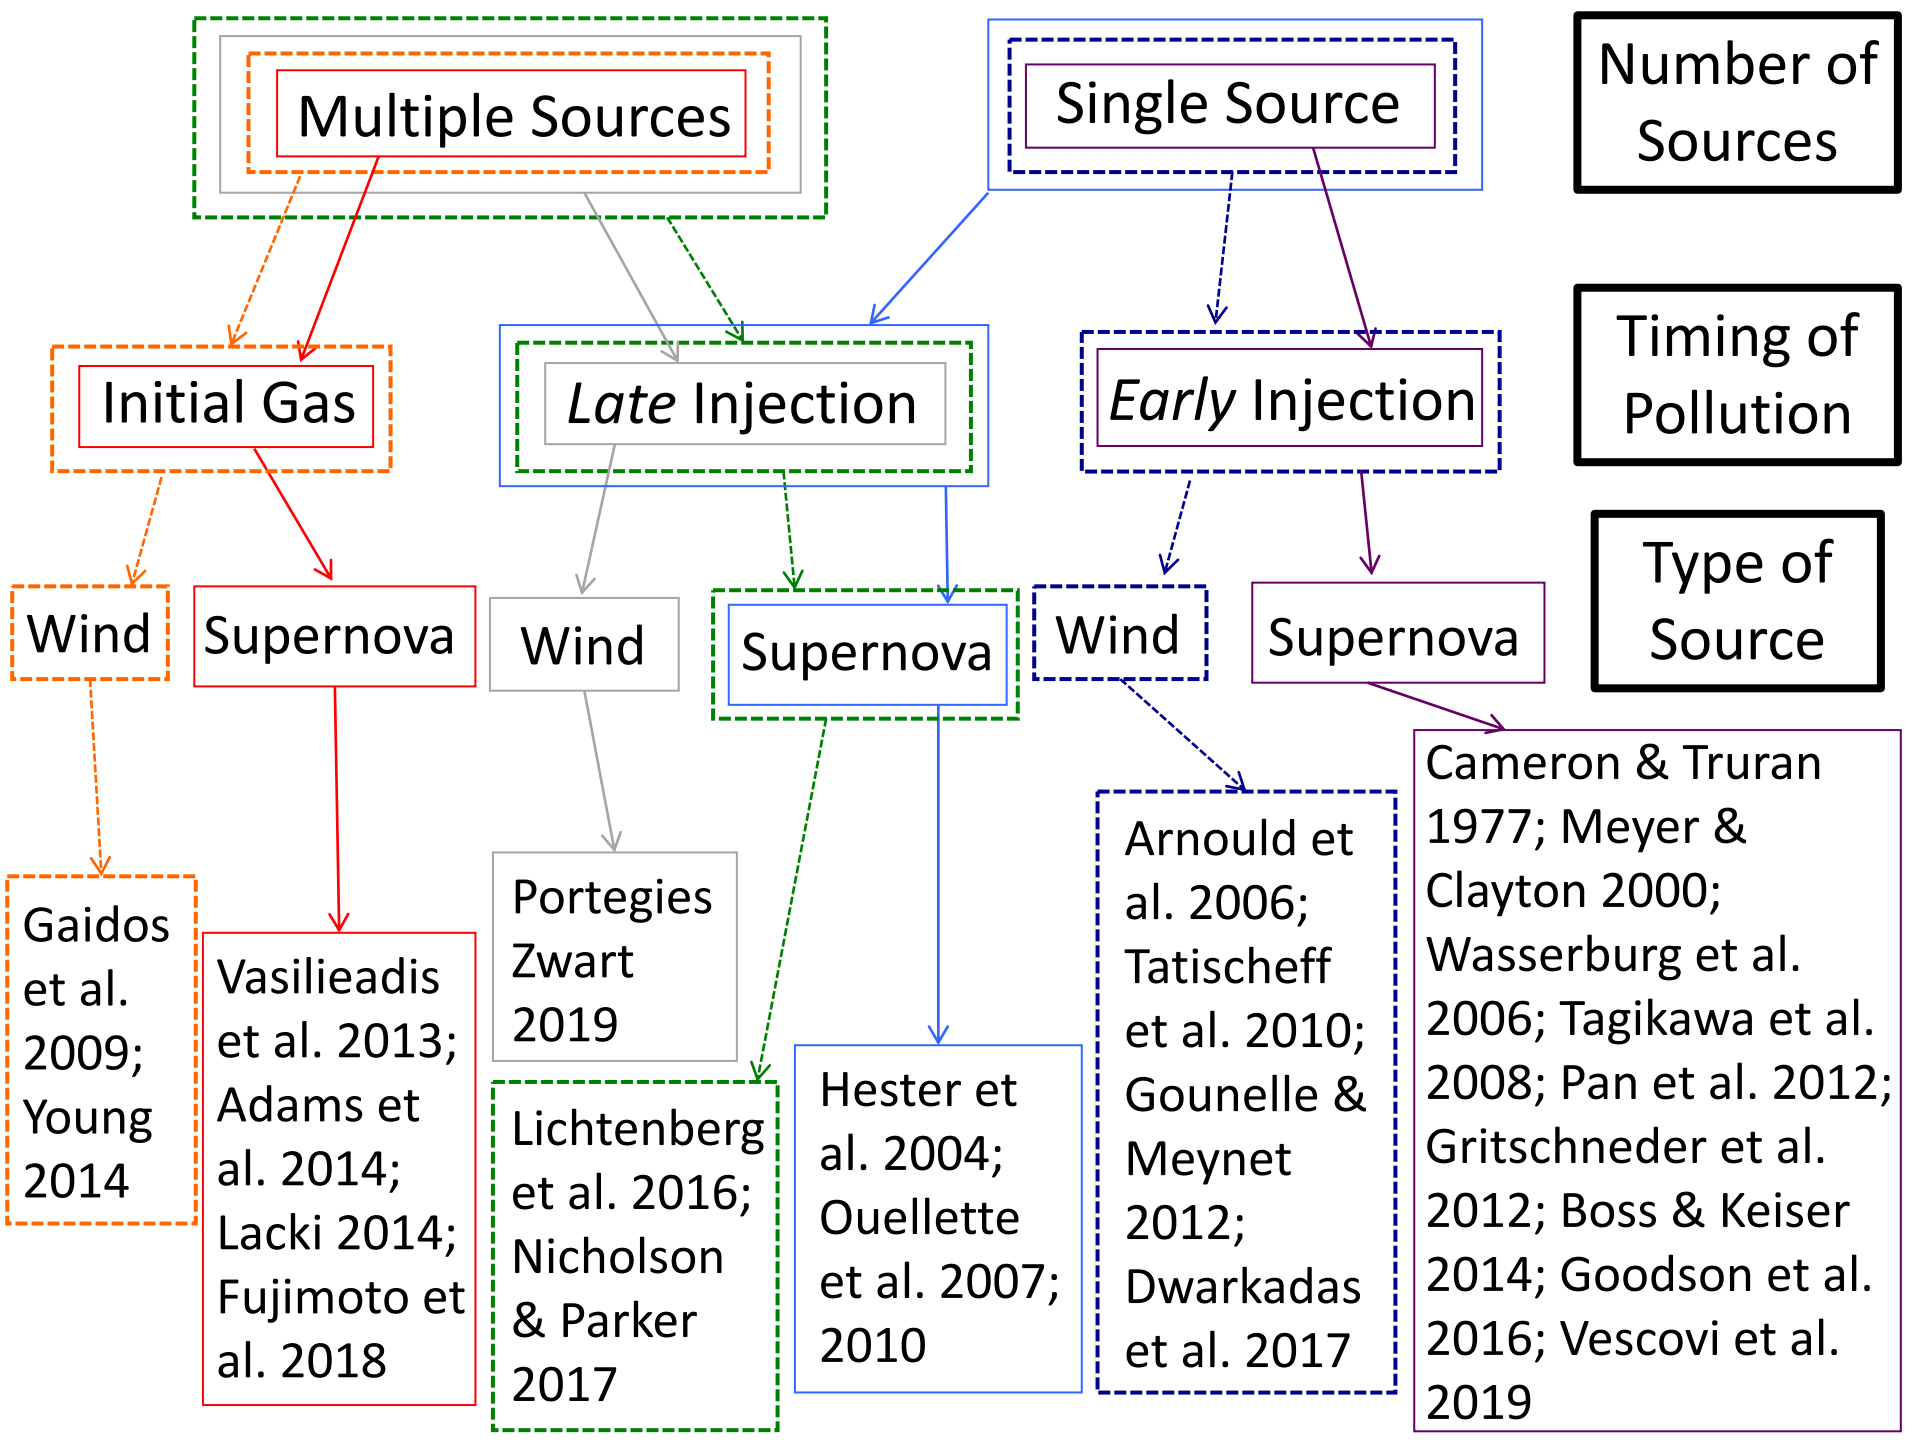 Multiple Sources
Single Source
Number of
Sources
Initial Gas
Late Injection
Early Injection
Timing of
Pollution
Wind
Supernova
Wind
Supernova
Wind
Supernova
Type of
Source
Gaidos
et al.
2009;
Young
2014
Vasilieadis
et al. 2013;
Adams et
al. 2014;
Lacki 2014;
Fujimoto et
al. 2018
Portegies
Zwart
2019
Lichtenberg
et al. 2016;
Nicholson
& Parker
2017
Hester et
al. 2004;
Ouellette
et al. 2007;
2010
Arnould et
al. 2006;
Tatischeff
et al. 2010;
Gounelle &
Meynet
2012;
Dwarkadas
et al. 2017
Cameron & Truran
1977; Meyer &
Clayton 2000;
Wasserburg et al.
2006; Tagikawa et al.
2008; Pan et al. 2012;
Gritschneder et al.
2012; Boss & Keiser
2014; Goodson et al.
2016; Vescovi et al.
2019